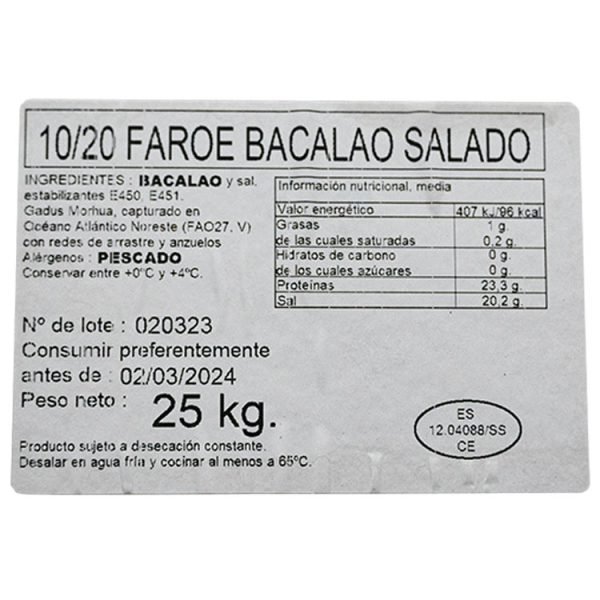 10/20 FAROE BACALAO SALADO
INGREDIENTES : BACALAO y sal,
estabilizantes E450, E451.
Gadus Morhua, capturado en
Océano Atlántico Noreste (FAO27, V)
con redes de arrastre y anzuelos
Alérgenos : PESCADO
Conservar entre +0ºC y +4ºC.
Información nutricional, media
Valor energético 407 kJ/96 kcal
Grasas 1 g.
de las cuales saturadas 0,2 g.
Hidratos de carbono 0 g.
de los cuales azúcares 0 g.
Proteínas 23,3 g.
Sal 20,2 g.
Nº de lote : 020323
Consumir preferentemente
antes de : 02/03/2024
Peso neto : 25 kg.
ES
12.04088/SS
CE
Producto sujeto a desecación constante.
Desalar en agua fría y cocinar al menos a 65ºC.